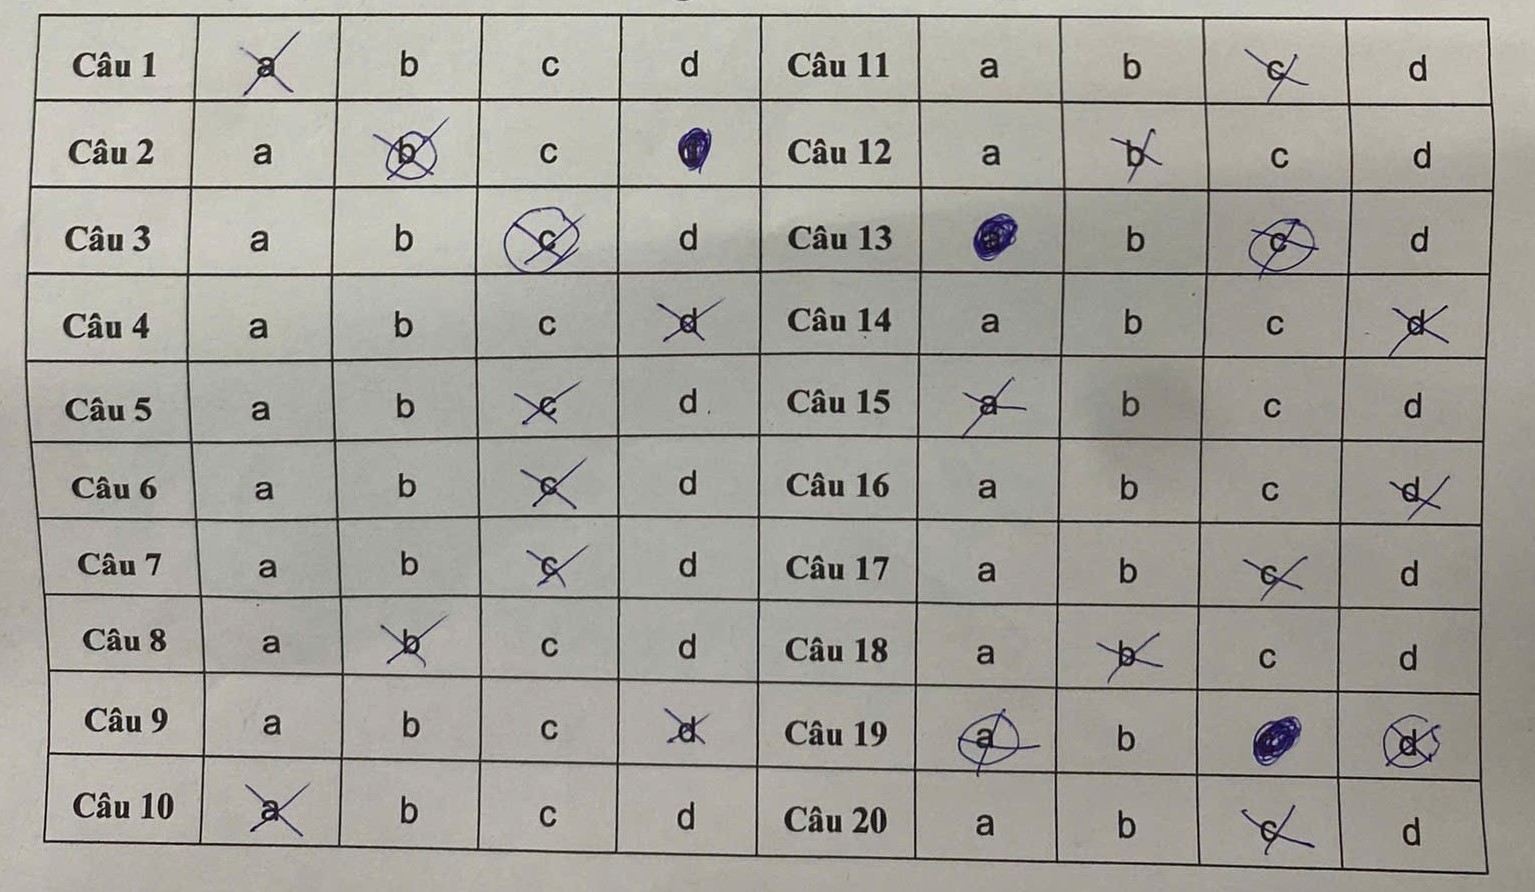 Câu 1 a b c d Câu 11 a b c d
Câu 2 a b c Câu 12 a b c d
Câu 3 a b c d Câu 13 a b c d
Câu 4 a b c d Câu 14 a b c d
Câu 5 a b c d Câu 15 a b c d
Câu 6 a b c d Câu 16 a b c d
Câu 7 a b c d Câu 17 a b c d
Câu 8 a b c d Câu 18 a b c d
Câu 9 a b c d Câu 19 a b d
Câu 10 a b c d Câu 20 a b c d